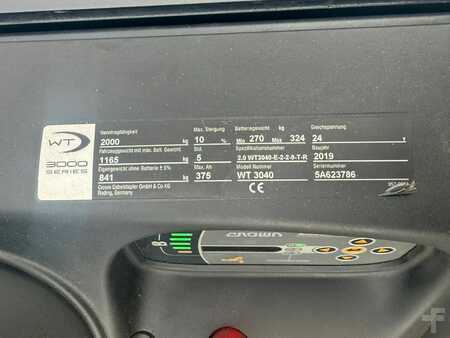 WT
3000
SERIES
Nenntragfähigkeit Max. Steigung Batteriegewicht kg Gleichspannung
2000 kg 10 % Min 270 Max 324 24 V
Fahrzeuggewicht mit max. Batt. Gewicht Std. Spezifikationsnummer Baujahr
1165 kg 5 2.0 WT3040-E-2-2.0-T-R 2019
Eigengewicht ohne Batterie ± 5% Max. Ah Modell Nummer Seriennummer
841 kg 375 WT 3040 5A623786
Crown Gabelstapler GmbH & Co KG
Roding, Germany CE
CROWN